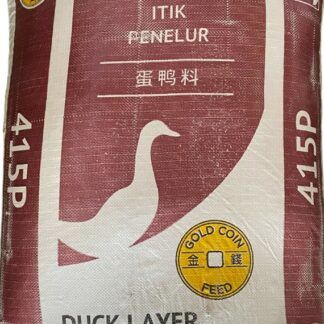 ITIK
PENELUR
蛋鸭料
415P
415P
GOLD COIN
金 錢
FEED
DUCK LAYER